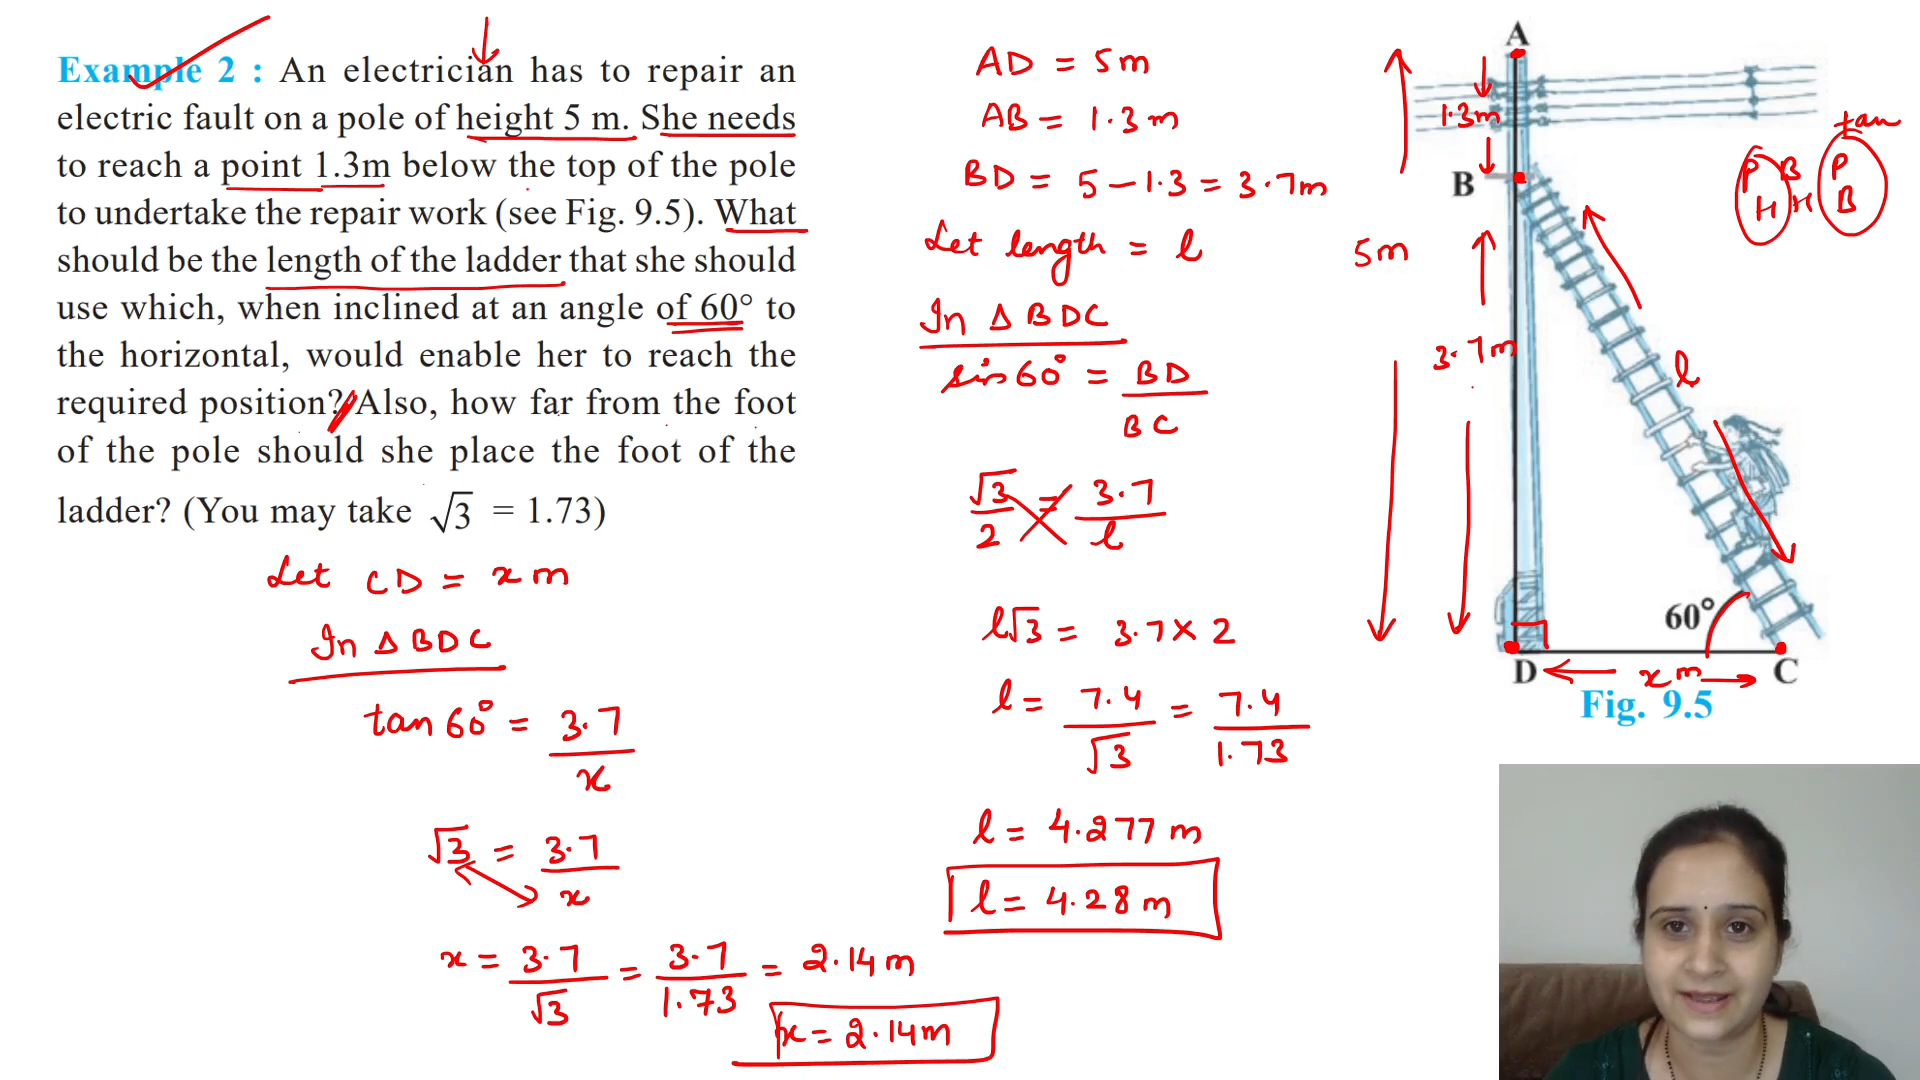 Example 2 : An electrician has to repair an
electric fault on a pole of height 5 m. She needs
to reach a point 1.3m below the top of the pole
to undertake the repair work (see Fig. 9.5). What
should be the length of the ladder that she should
use which, when inclined at an angle of 60° to
the horizontal, would enable her to reach the
required position? Also, how far from the foot
of the pole should she place the foot of the
ladder? (You may take √3 = 1.73)
Let CD = x m
In Δ BDC
tan 60° = 3.7/x
√3 = 3.7/x
x = 3.7/√3 = 3.7/1.73 = 2.14 m
x = 2.14 m
AD = 5m
AB = 1.3 m
BD = 5 - 1.3 = 3.7m
Let length = l
In Δ BDC
sin 60° = BD/BC
√3/2 = 3.7/l
l√3 = 3.7 × 2
l = 7.4/√3 = 7.4/1.73
l = 4.277 m
l = 4.28 m
A
1.3m
B
5m
3.7m
l
60°
D
x m
C
Fig. 9.5
tan
P B P
H H B